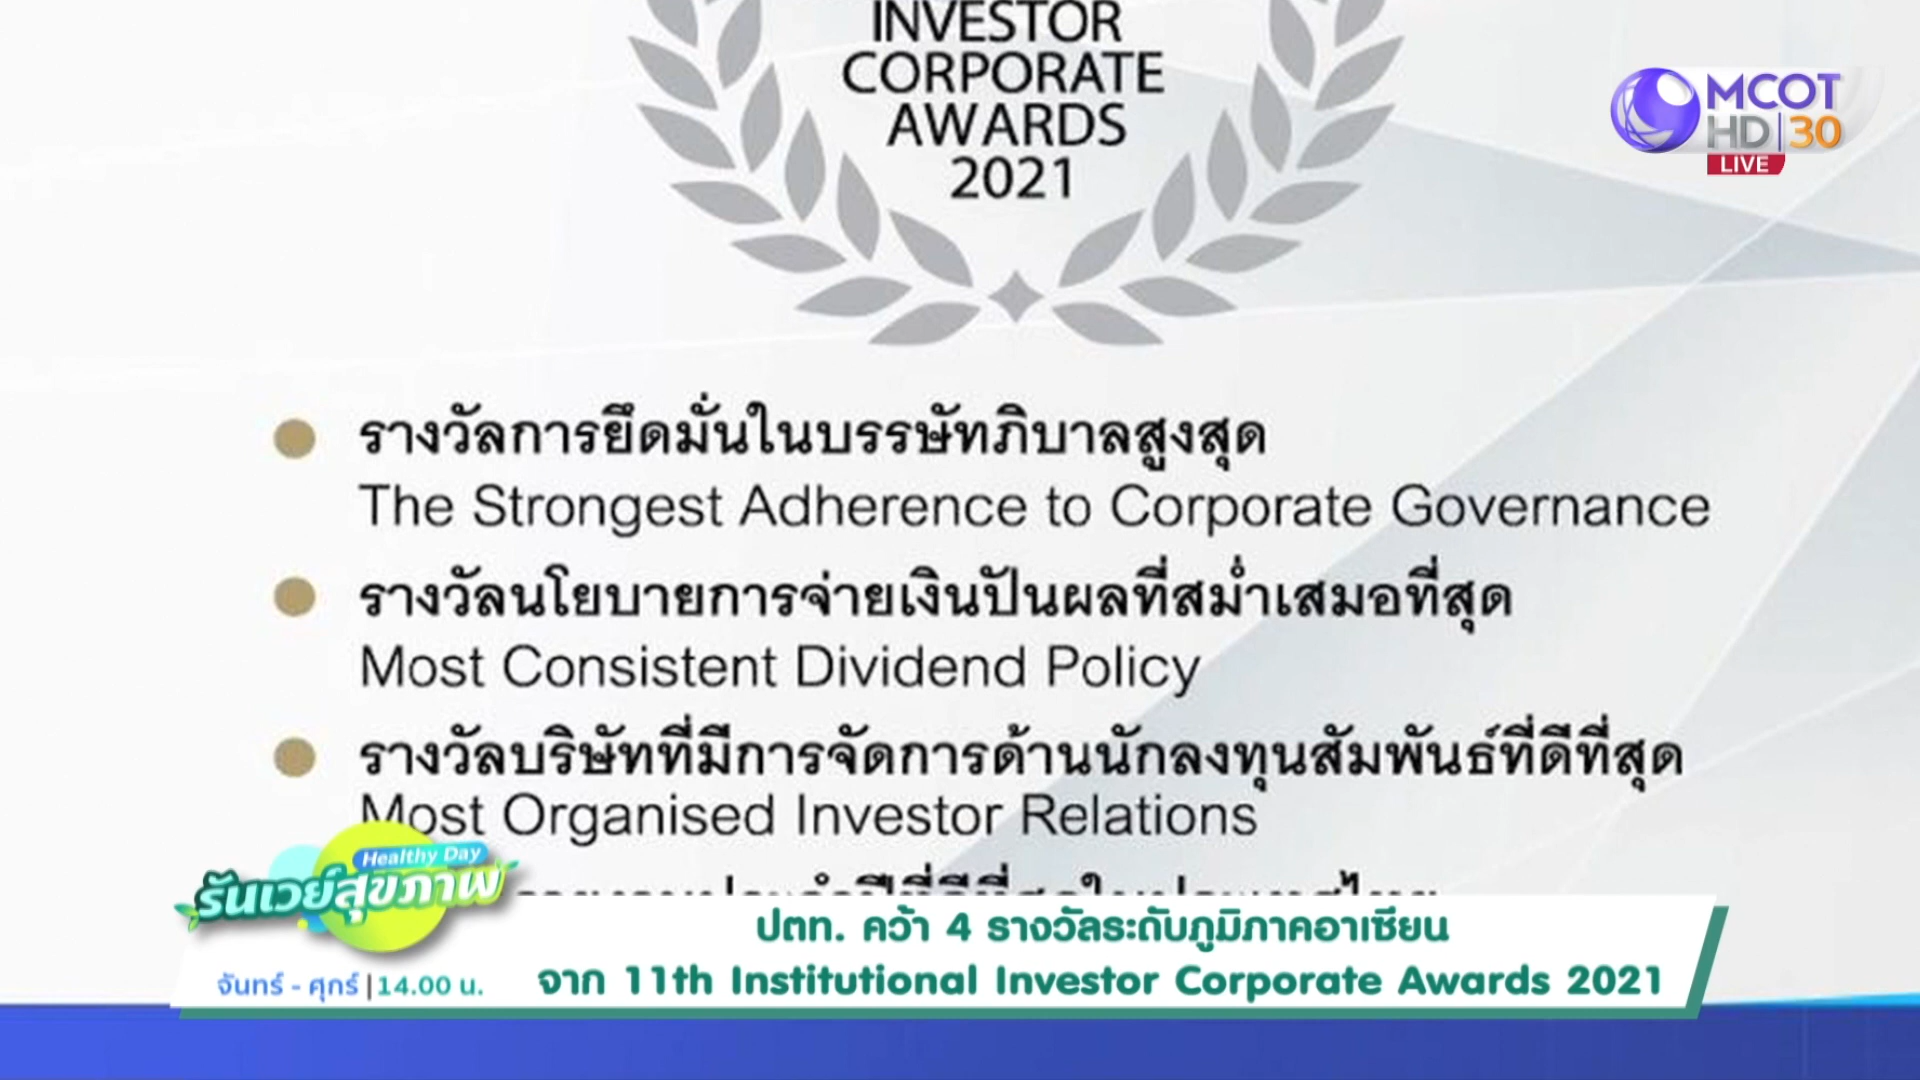 INVESTOR
CORPORATE
AWARDS
2021
MCOT
HD|30
LIVE
รางวัลการยึดมั่นในบรรษัทภิบาลสูงสุด
The Strongest Adherence to Corporate Governance
รางวัลนโยบายการจ่ายเงินปันผลที่สม่ำเสมอที่สุด
Most Consistent Dividend Policy
รางวัลบริษัทที่มีการจัดการด้านนักลงทุนสัมพันธ์ที่ดีที่สุด
Most Organised Investor Relations
Healthy Day
รันเวย์สุขภาพ
จันทร์ - ศุกร์ | 14.00 น.
ปตท. คว้า 4 รางวัลระดับภูมิภาคอาเซียน
จาก 11th Institutional Investor Corporate Awards 2021